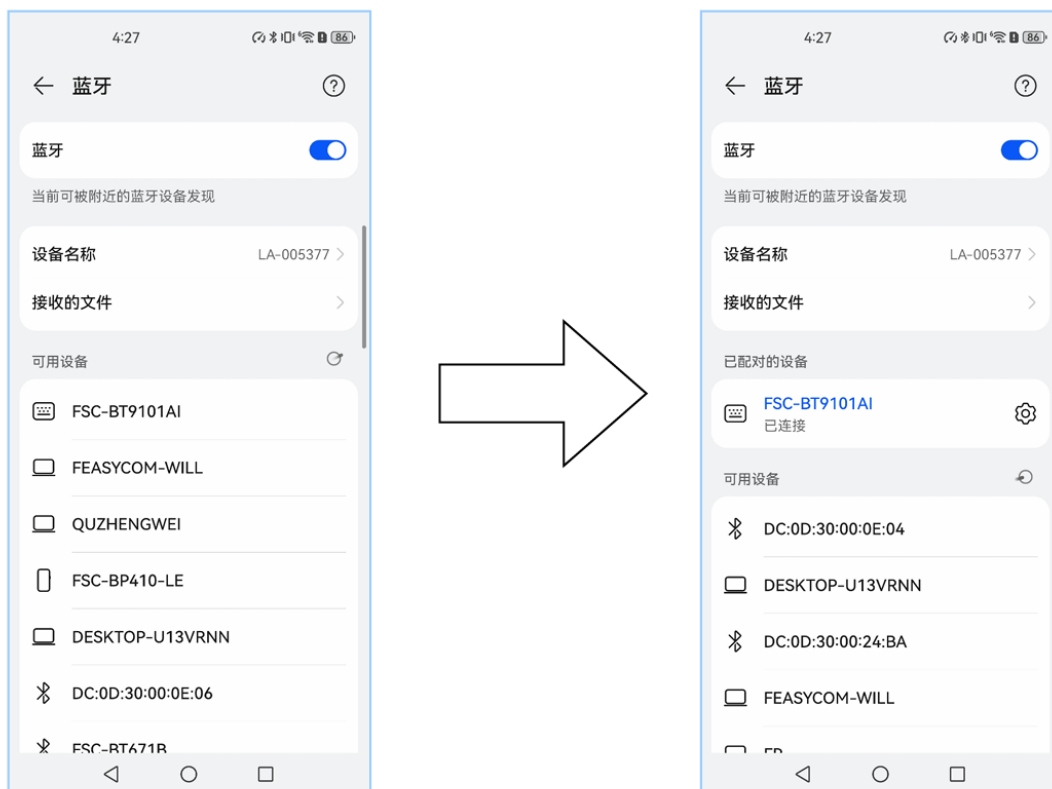 4:27
86
蓝牙
蓝牙
当前可被附近的蓝牙设备发现
设备名称 LA-005377
接收的文件
可用设备
FSC-BT9101AI
FEASYCOM-WILL
QUZHENGWEI
FSC-BP410-LE
DESKTOP-U13VRNN
DC:0D:30:00:0E:06
FSC-BT671B
4:27
86
蓝牙
蓝牙
当前可被附近的蓝牙设备发现
设备名称 LA-005377
接收的文件
已配对的设备
FSC-BT9101AI
已连接
可用设备
DC:0D:30:00:0E:04
DESKTOP-U13VRNN
DC:0D:30:00:24:BA
FEASYCOM-WILL